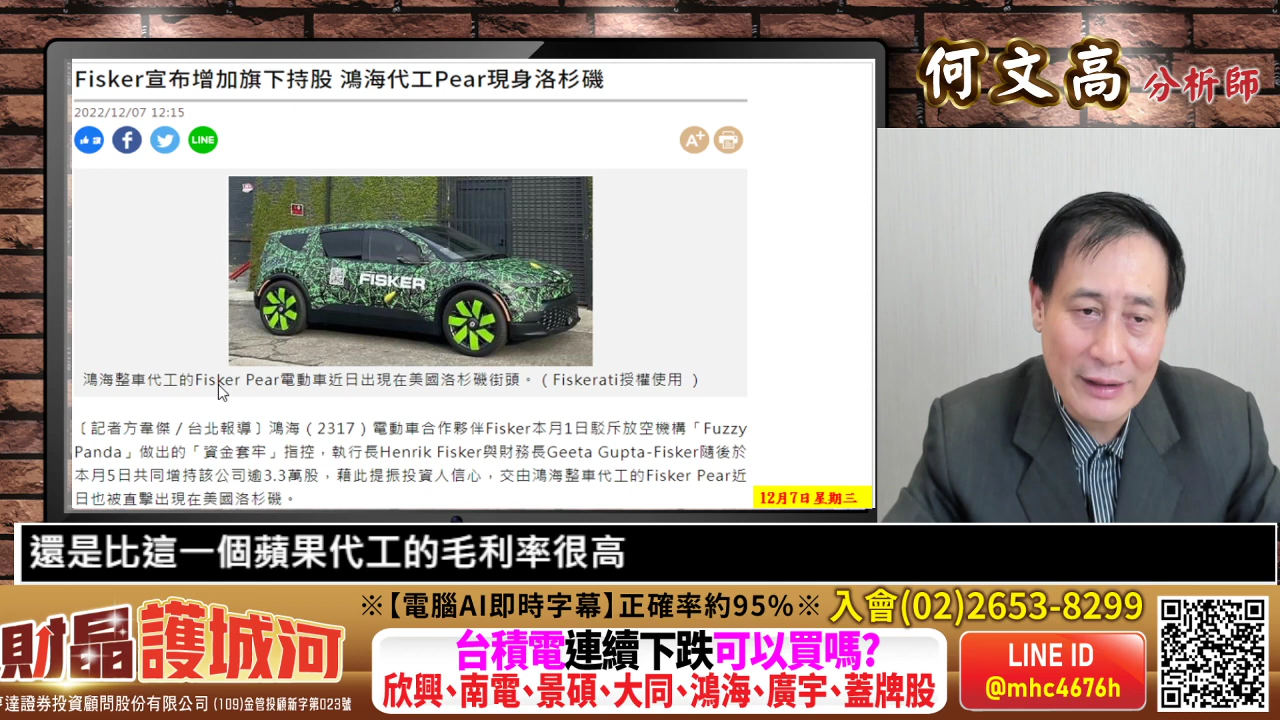 Fisker宣布增加旗下持股 鴻海代工Pear現身洛杉磯
2022/12/07 12:15
讚
LINE
A+
FISKER
鴻海整車代工的Fisker Pear電動車近日出現在美國洛杉磯街頭。（Fiskerati授權使用 ）
〔記者方韋傑／台北報導〕鴻海（2317）電動車合作夥伴Fisker本月1日駁斥放空機構「Fuzzy
Panda」做出的「資金套牢」指控，執行長Henrik Fisker與財務長Geeta Gupta-Fisker隨後於
本月5日共同增持該公司逾3.3萬股，藉此提振投資人信心，交由鴻海整車代工的Fisker Pear近
日也被直擊出現在美國洛杉磯。
12月7日星期三
何文高 分析師
還是比這一個蘋果代工的毛利率很高
※【電腦AI即時字幕】正確率約95%※ 入會(02)2653-8299
財晶護城河
亨達證券投資顧問股份有限公司 (109)金管投顧新字第023號
台積電連續下跌可以買嗎?
欣興、南電、景碩、大同、鴻海、廣宇、蓋牌股
LINE ID
@mhc4676h